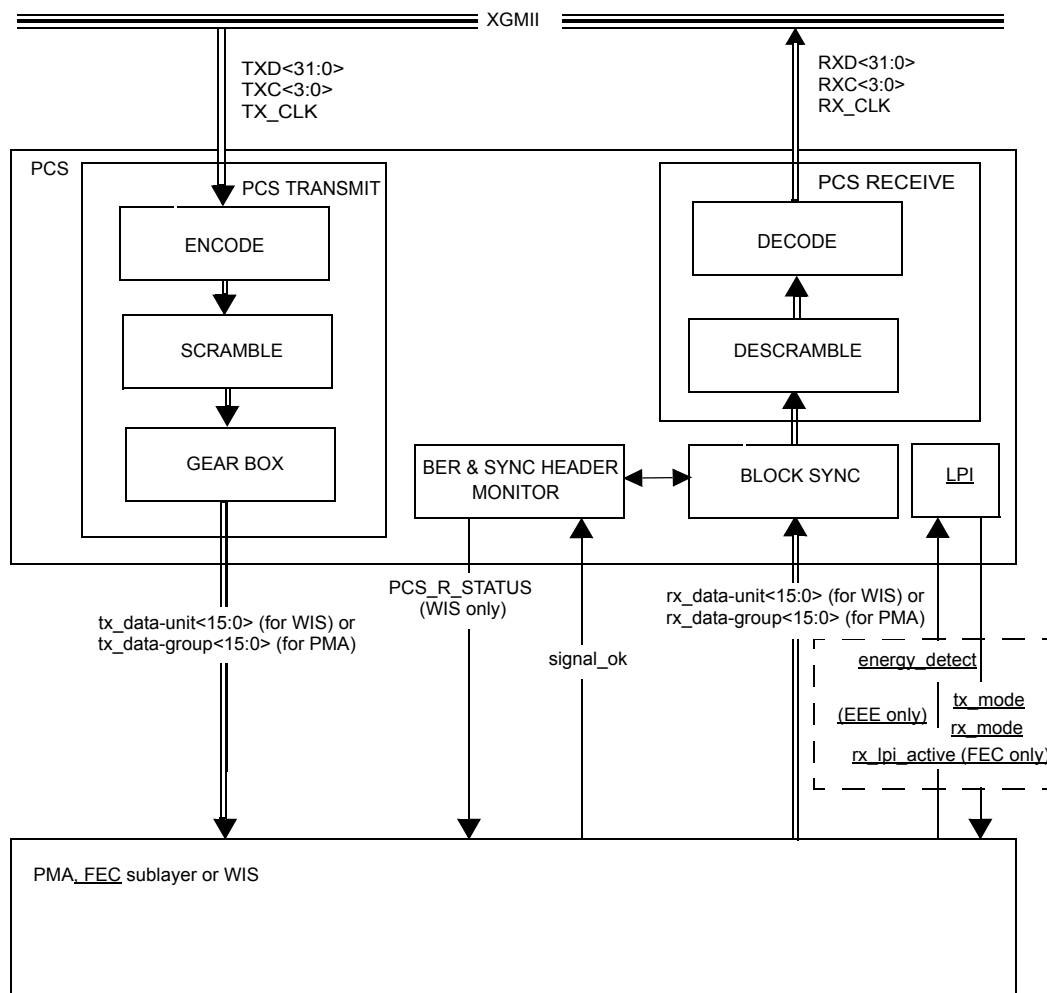 XGMII
TXD<31:0>
TXC<3:0>
TX_CLK
RXD<31:0>
RXC<3:0>
RX_CLK
PCS
PCS TRANSMIT
PCS RECEIVE
ENCODE
DECODE
SCRAMBLE
DESCRAMBLE
GEAR BOX
BER & SYNC HEADER
MONITOR
BLOCK SYNC
LPI
PCS_R_STATUS
(WIS only)
tx_data-unit<15:0> (for WIS) or
tx_data-group<15:0> (for PMA)
rx_data-unit<15:0> (for WIS) or
rx_data-group<15:0> (for PMA)
signal_ok
energy_detect
(EEE only)
tx_mode
rx_mode
rx_lpi_active (FEC only)
PMA, FEC sublayer or WIS